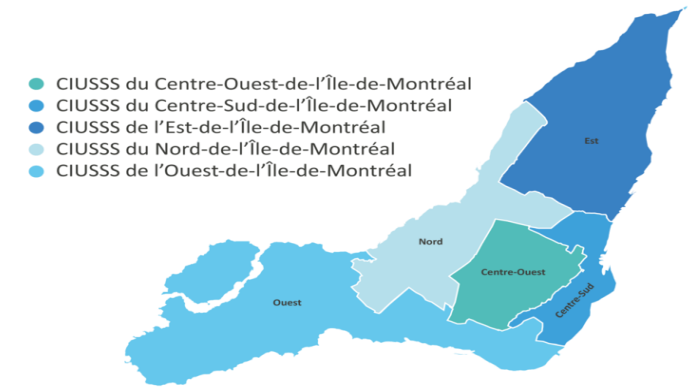 CIUSSS du Centre-Ouest-de-l’Île-de-Montréal
CIUSSS du Centre-Sud-de-l’Île-de-Montréal
CIUSSS de l’Est-de-l’Île-de-Montréal
CIUSSS du Nord-de-l’Île-de-Montréal
CIUSSS de l’Ouest-de-l’Île-de-Montréal
Est
Nord
Centre-Ouest
Ouest
Centre-Sud